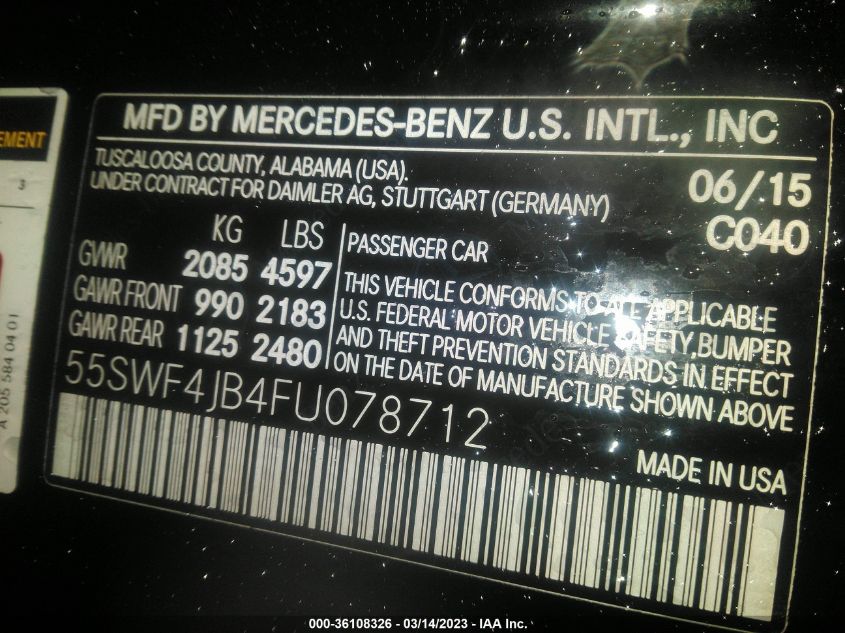 EMENT
3
A 205 584 04 01
MFD BY MERCEDES-BENZ U.S. INTL., INC
TUSCALOOSA COUNTY, ALABAMA (USA).
UNDER CONTRACT FOR DAIMLER AG, STUTTGART (GERMANY)
06/15
C040
KG LBS
GVWR 2085 4597
GAWR FRONT 990 2183
GAWR REAR 1125 2480
PASSENGER CAR
THIS VEHICLE CONFORMS TO ALL APPLICABLE
U.S. FEDERAL MOTOR VEHICLE SAFETY, BUMPER
AND THEFT PREVENTION STANDARDS IN EFFECT
ON THE DATE OF MANUFACTURE SHOWN ABOVE
55SWF4JB4FU078712
MADE IN USA
000-36108326 - 03/14/2023 - IAA Inc.